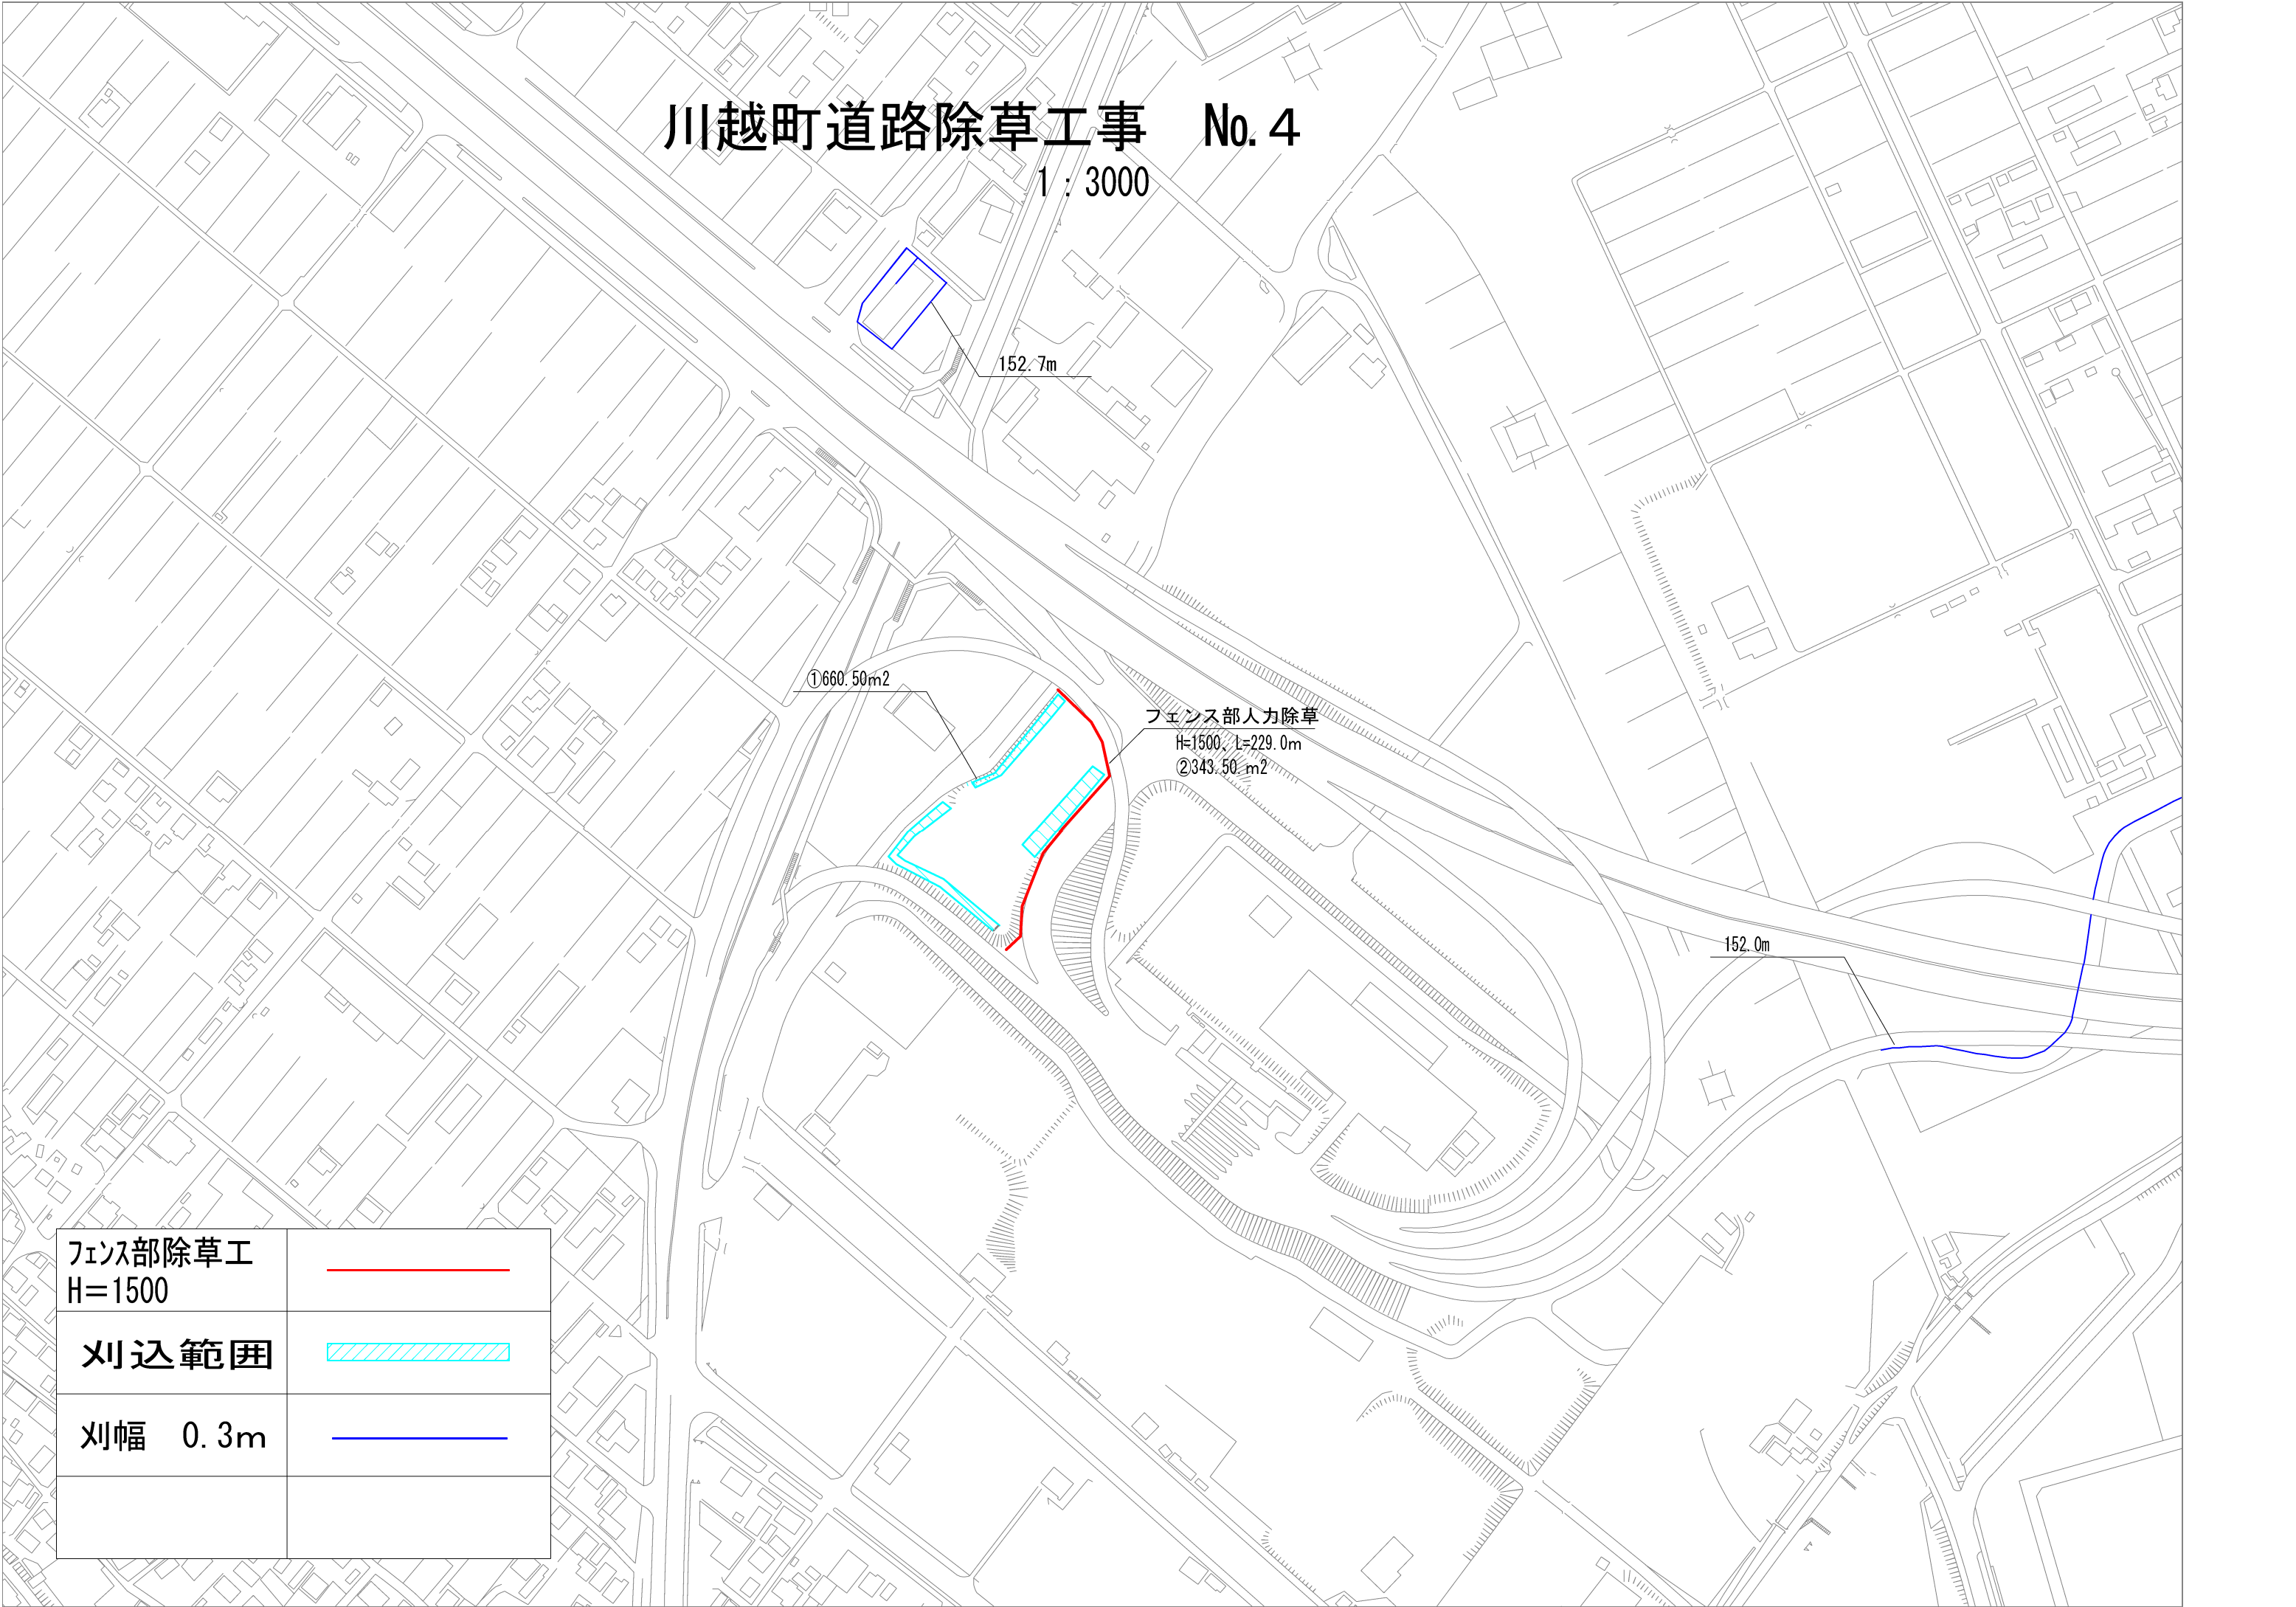 川越町道路除草工事　№.４
1：3000
152.7m
①660.50m2
フェンス部人力除草
H=1500、L=229.0m
②343.50 m2
152.0m
ﾌｪﾝｽ部除草工
H＝1500
刈込範囲
刈幅　0.3m